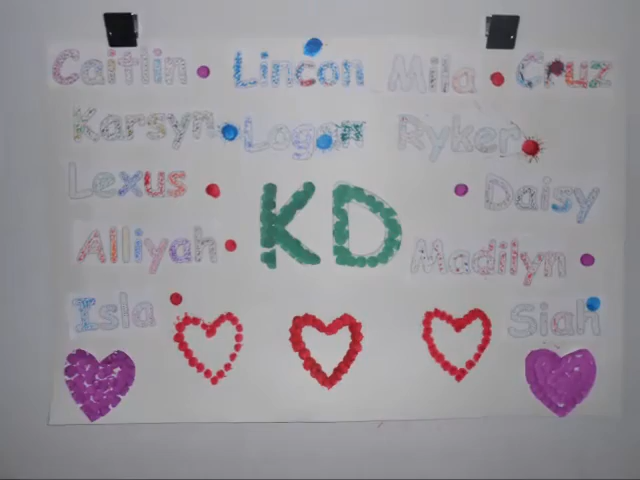 Caitlin Lincon Mila Cruz
Karsyn Logan Ryker
Lexus Daisy
KD
Alliyah Madilyn
Isla Siah